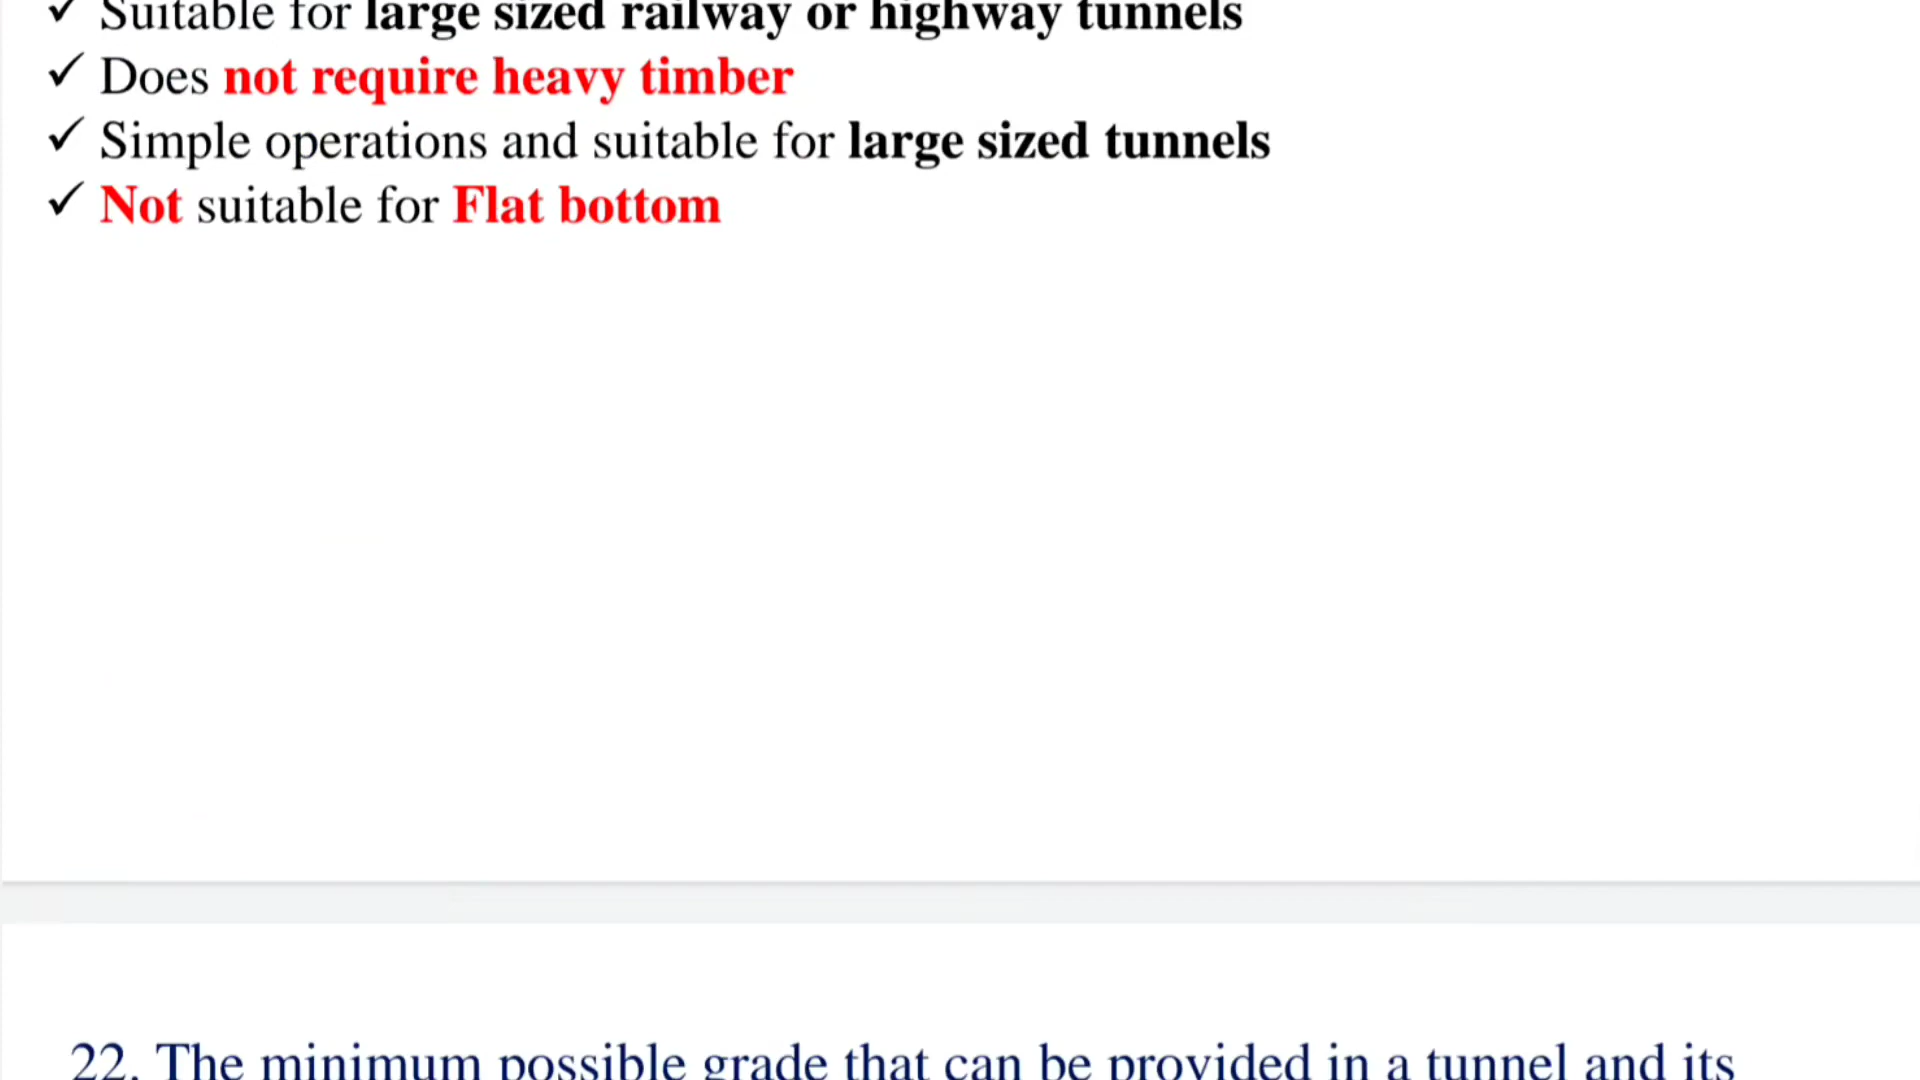 ✓ Suitable for large sized railway or highway tunnels
✓ Does not require heavy timber
✓ Simple operations and suitable for large sized tunnels
✓ Not suitable for Flat bottom
22. The minimum possible grade that can be provided in a tunnel and its